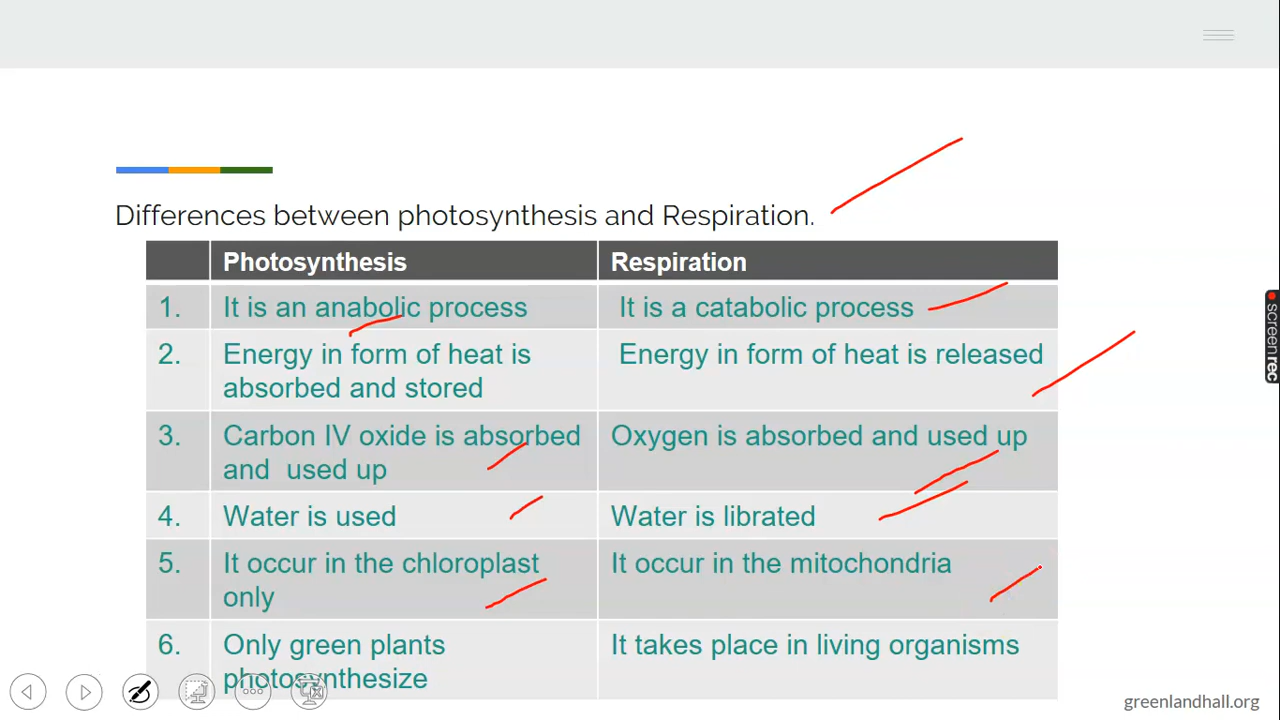 Differences between photosynthesis and Respiration.
Photosynthesis Respiration
1. It is an anabolic process It is a catabolic process
2. Energy in form of heat is Energy in form of heat is released
absorbed and stored
3. Carbon IV oxide is absorbed Oxygen is absorbed and used up
and used up
4. Water is used Water is librated
5. It occur in the chloroplast It occur in the mitochondria
only
6. Only green plants It takes place in living organisms
photosynthesize
greenlandhall.org
screenrec